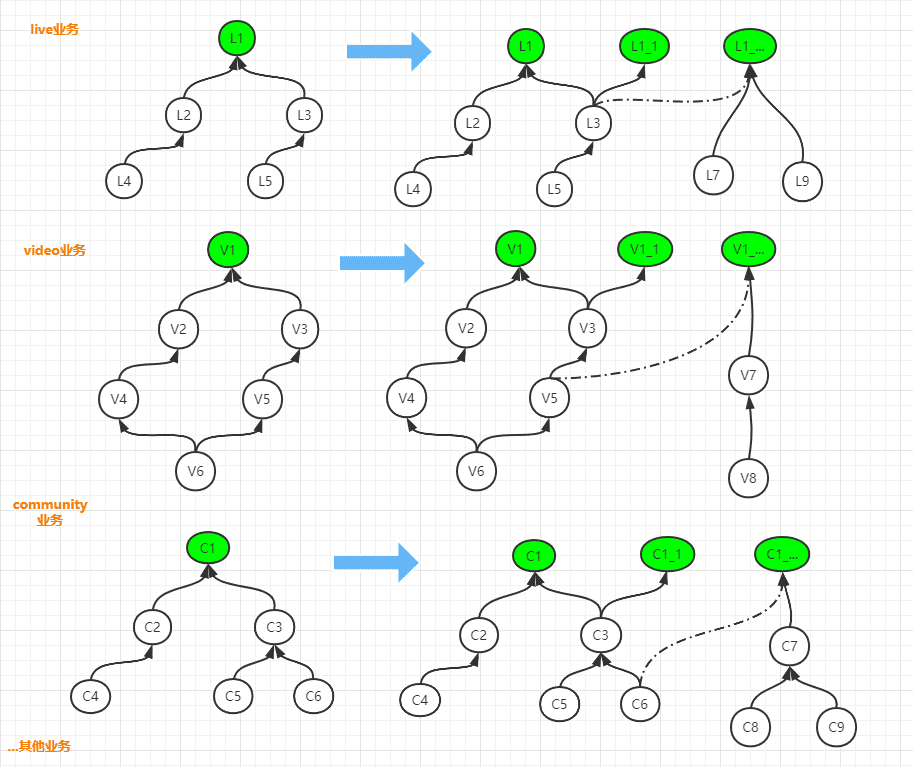 live业务
L1
L1
L1_1
L1_...
L2
L3
L2
L3
L4
L5
L4
L5
L7
L9
video业务
V1
V1
V1_1
V1_...
V2
V3
V2
V3
V4
V5
V4
V5
V7
V6
V6
V8
community
业务
C1
C1
C1_1
C1_...
C2
C3
C2
C3
C7
C4
C5
C6
C4
C5
C6
C8
C9
...其他业务